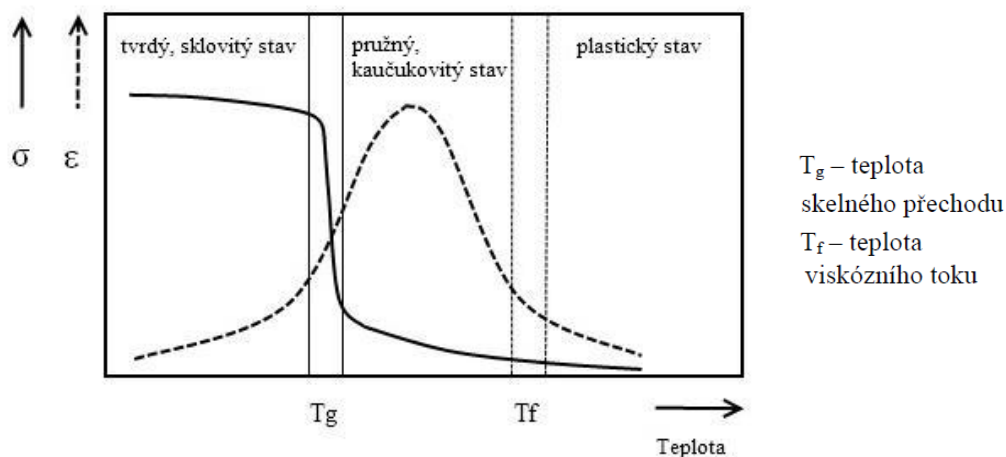 tvrdý, sklovitý stav
pružný,
kaučukovitý stav
plastický stav
σ
ε
Tg – teplota
skelného přechodu
Tf – teplota
viskózního toku
Tg
Tf
Teplota